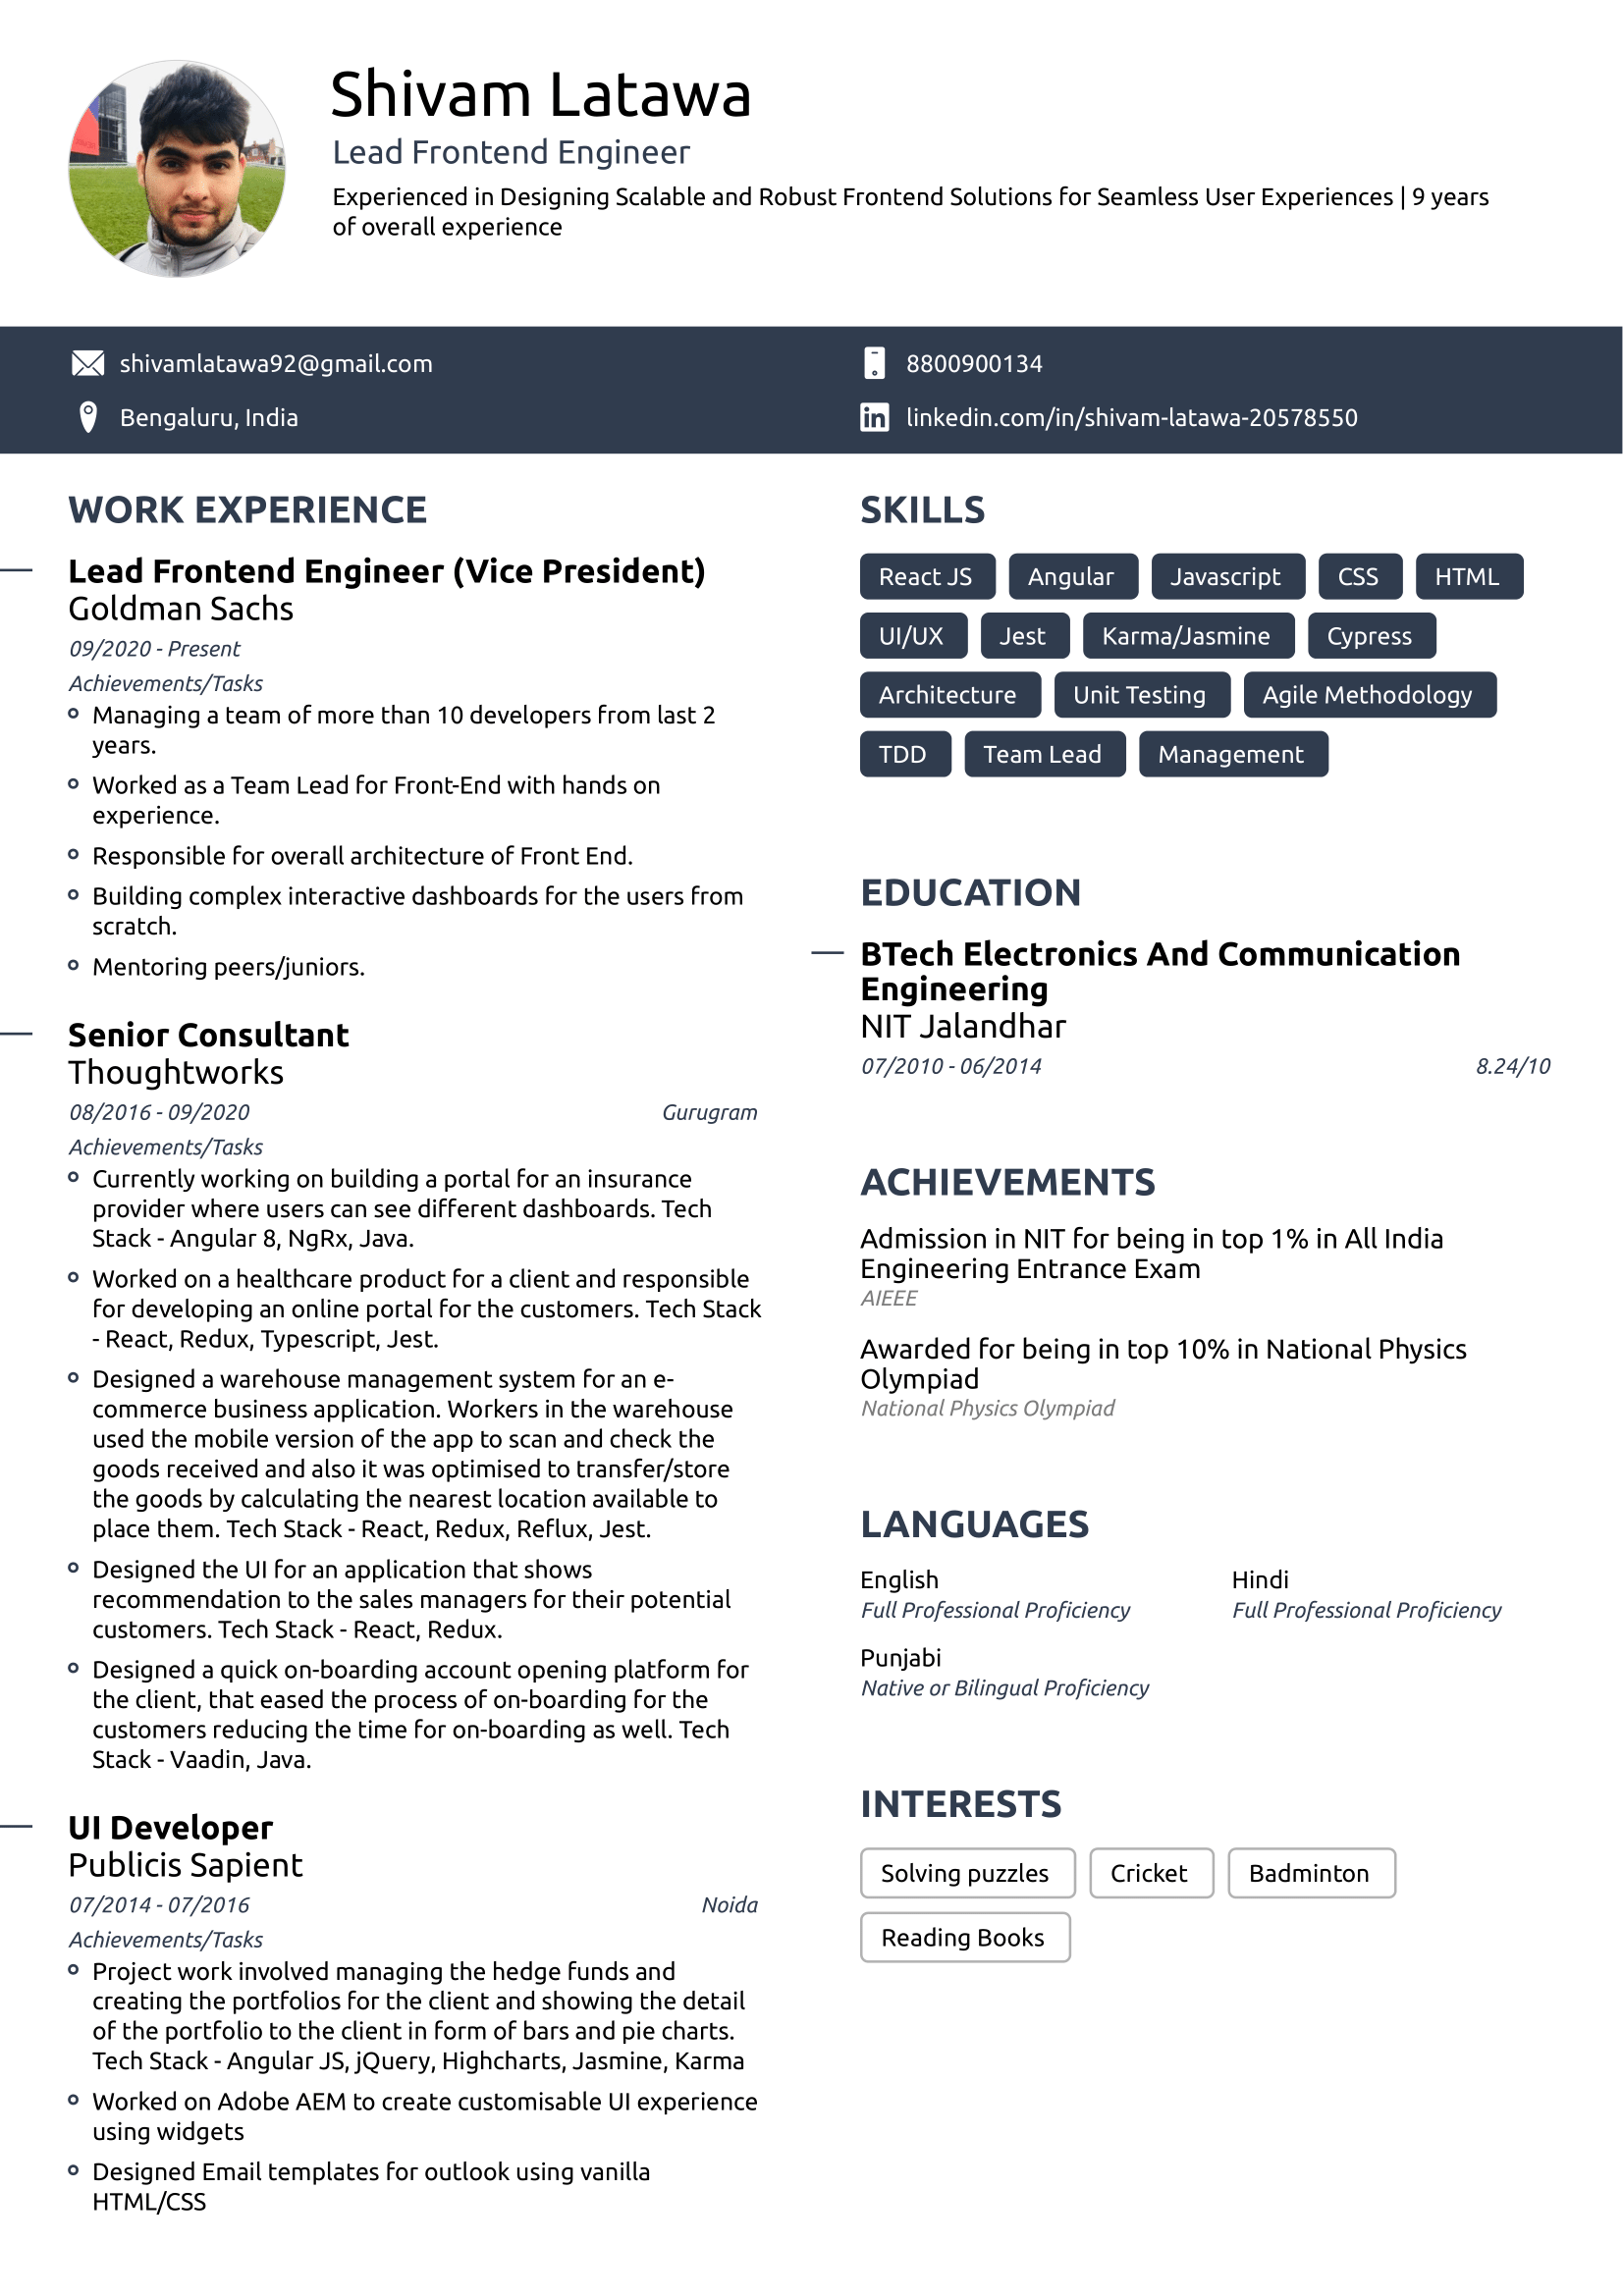 Shivam Latawa
Lead Frontend Engineer
Experienced in Designing Scalable and Robust Frontend Solutions for Seamless User Experiences | 9 years
of overall experience
shivamlatawa92@gmail.com
8800900134
Bengaluru, India
linkedin.com/in/shivam-latawa-20578550
WORK EXPERIENCE
Lead Frontend Engineer (Vice President)
Goldman Sachs
09/2020 - Present
Achievements/Tasks
Managing a team of more than 10 developers from last 2
years.
Worked as a Team Lead for Front-End with hands on
experience.
Responsible for overall architecture of Front End.
Building complex interactive dashboards for the users from
scratch.
Mentoring peers/juniors.
Senior Consultant
Thoughtworks
08/2016 - 09/2020 Gurugram
Achievements/Tasks
Currently working on building a portal for an insurance
provider where users can see different dashboards. Tech
Stack - Angular 8, NgRx, Java.
Worked on a healthcare product for a client and responsible
for developing an online portal for the customers. Tech Stack
- React, Redux, Typescript, Jest.
Designed a warehouse management system for an e-
commerce business application. Workers in the warehouse
used the mobile version of the app to scan and check the
goods received and also it was optimised to transfer/store
the goods by calculating the nearest location available to
place them. Tech Stack - React, Redux, Reflux, Jest.
Designed the UI for an application that shows
recommendation to the sales managers for their potential
customers. Tech Stack - React, Redux.
Designed a quick on-boarding account opening platform for
the client, that eased the process of on-boarding for the
customers reducing the time for on-boarding as well. Tech
Stack - Vaadin, Java.
UI Developer
Publicis Sapient
07/2014 - 07/2016 Noida
Achievements/Tasks
Project work involved managing the hedge funds and
creating the portfolios for the client and showing the detail
of the portfolio to the client in form of bars and pie charts.
Tech Stack - Angular JS, jQuery, Highcharts, Jasmine, Karma
Worked on Adobe AEM to create customisable UI experience
using widgets
Designed Email templates for outlook using vanilla
HTML/CSS
SKILLS
React JS Angular Javascript CSS HTML
UI/UX Jest Karma/Jasmine Cypress
Architecture Unit Testing Agile Methodology
TDD Team Lead Management
EDUCATION
BTech Electronics And Communication
Engineering
NIT Jalandhar
07/2010 - 06/2014 8.24/10
ACHIEVEMENTS
Admission in NIT for being in top 1% in All India
Engineering Entrance Exam
AIEEE
Awarded for being in top 10% in National Physics
Olympiad
National Physics Olympiad
LANGUAGES
English Hindi
Full Professional Proficiency Full Professional Proficiency
Punjabi
Native or Bilingual Proficiency
INTERESTS
Solving puzzles Cricket Badminton
Reading Books